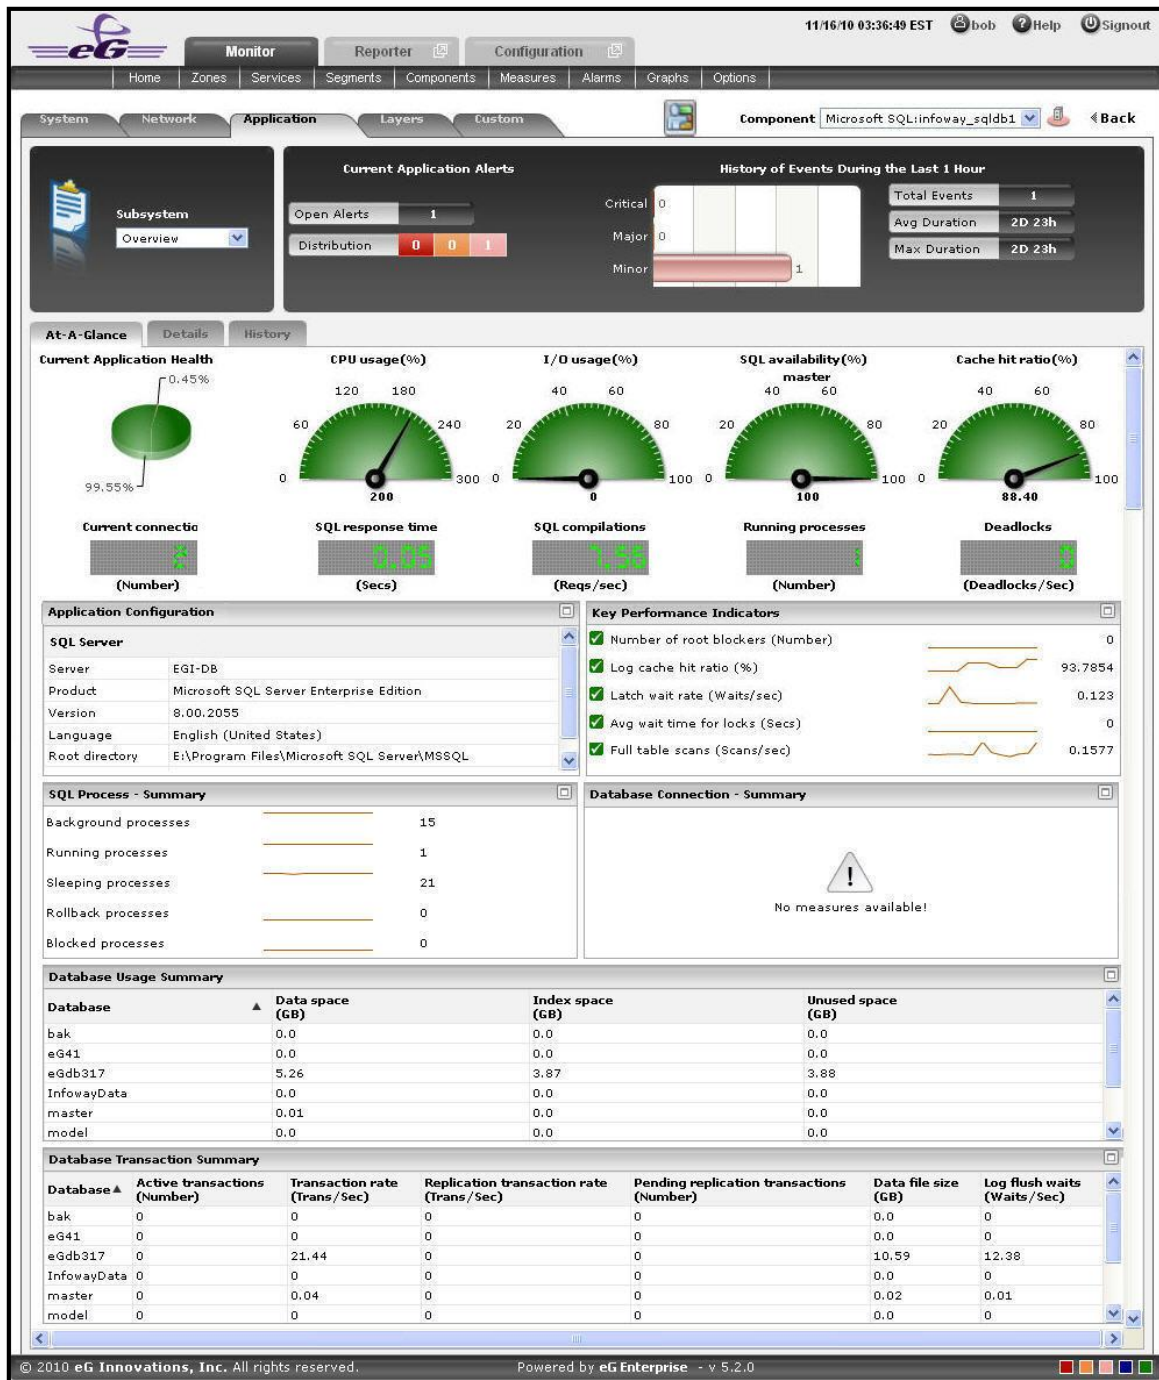 11/16/10 03:36:49 EST bob Help Signout
eG
Monitor Reporter Configuration
Home Zones Services Segments Components Measures Alarms Graphs Options
System Network Application Layers Custom
Component Microsoft SQL:infoway_sqldb1 Back
Subsystem
Overview
Current Application Alerts
Open Alerts 1
Distribution 0 0 1
History of Events During the Last 1 Hour
Critical 0
Major 0
Minor 1
Total Events 1
Avg Duration 2D 23h
Max Duration 2D 23h
At-A-Glance Details History
Current Application Health
0.45%
99.55%
CPU usage(%)
0 60 120 180 240 300
200
I/O usage(%)
0 20 40 60 80 100
0
SQL availability(%)
master
0 20 40 60 80 100
100
Cache hit ratio(%)
0 20 40 60 80 100
88.40
Current connectio
2
(Number)
SQL response time
0.05
(Secs)
SQL compilations
7.56
(Reqs/sec)
Running processes
1
(Number)
Deadlocks
0
(Deadlocks/Sec)
Application Configuration
SQL Server
Server EGI-DB
Product Microsoft SQL Server Enterprise Edition
Version 8.00.2055
Language English (United States)
Root directory E:\Program Files\Microsoft SQL Server\MSSQL
Key Performance Indicators
Number of root blockers (Number) 0
Log cache hit ratio (%) 93.7854
Latch wait rate (Waits/sec) 0.123
Avg wait time for locks (Secs) 0
Full table scans (Scans/sec) 0.1577
SQL Process - Summary
Background processes 15
Running processes 1
Sleeping processes 21
Rollback processes 0
Blocked processes 0
Database Connection - Summary
No measures available!
Database Usage Summary
Database Data space (GB) Index space (GB) Unused space (GB)
bak 0.0 0.0 0.0
eG41 0.0 0.0 0.0
eGdb317 5.26 3.87 3.88
InfowayData 0.0 0.0 0.0
master 0.01 0.0 0.0
model 0.0 0.0 0.0
Database Transaction Summary
Database Active transactions (Number) Transaction rate (Trans/Sec) Replication transaction rate (Trans/Sec) Pending replication transactions (Number) Data file size (GB) Log flush waits (Waits/Sec)
bak 0 0 0 0 0.0 0
eG41 0 0 0 0 0.0 0
eGdb317 0 21.44 0 0 10.59 12.38
InfowayData 0 0 0 0 0.0 0
master 0 0.04 0 0 0.02 0.01
model 0 0 0 0 0.0 0
© 2010 eG Innovations, Inc. All rights reserved. Powered by eG Enterprise - v 5.2.0